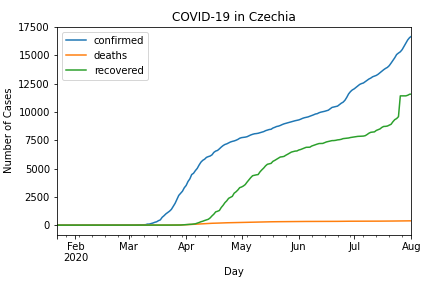 COVID-19 in Czechia
confirmed
deaths
recovered
Number of Cases
17500
15000
12500
10000
7500
5000
2500
0
Feb
2020
Mar
Apr
May
Jun
Jul
Aug
Day